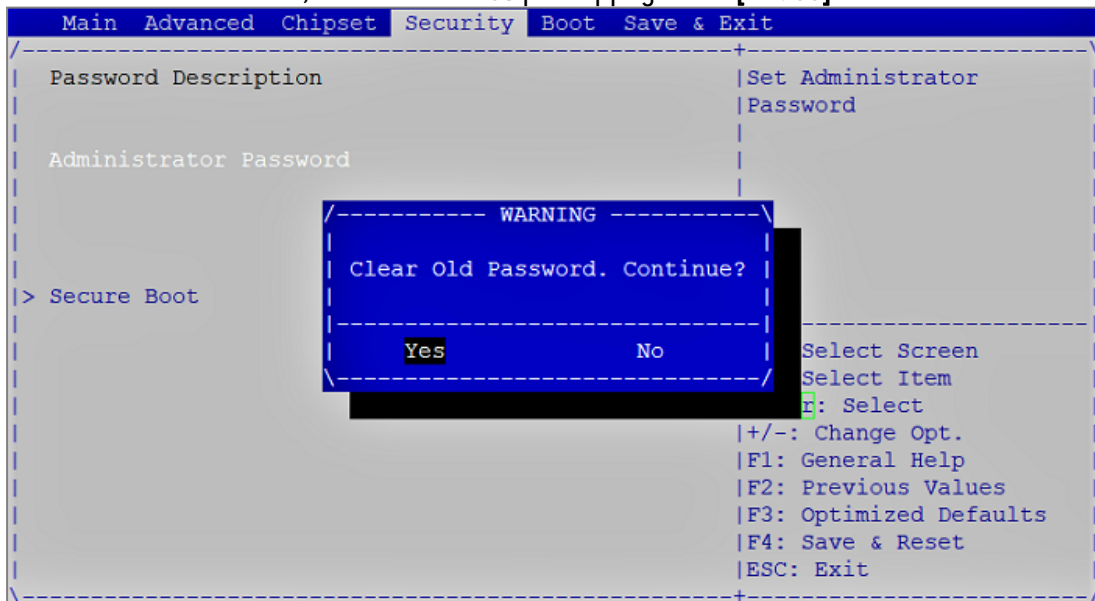 Main Advanced Chipset Security Boot Save & Exit
/----------------------------------------------------+--------------------------\
Password Description
|Set Administrator
|Password
Administrator Password
/----------- WARNING -----------\
Clear Old Password. Continue?
> Secure Boot
Yes No
Select Screen
Select Item
r: Select
|+/-: Change Opt.
|F1: General Help
|F2: Previous Values
|F3: Optimized Defaults
|F4: Save & Reset
|ESC: Exit